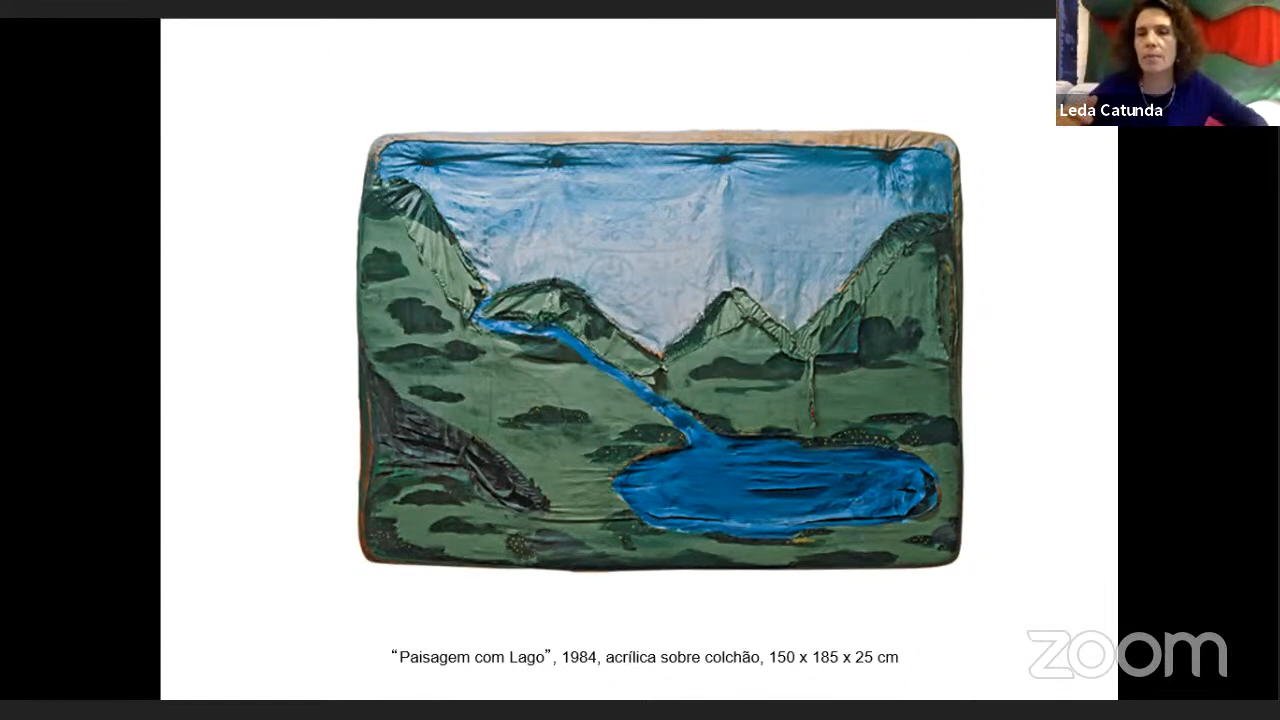 Leda Catunda
“Paisagem com Lago”, 1984, acrílica sobre colchão, 150 x 185 x 25 cm
zoom